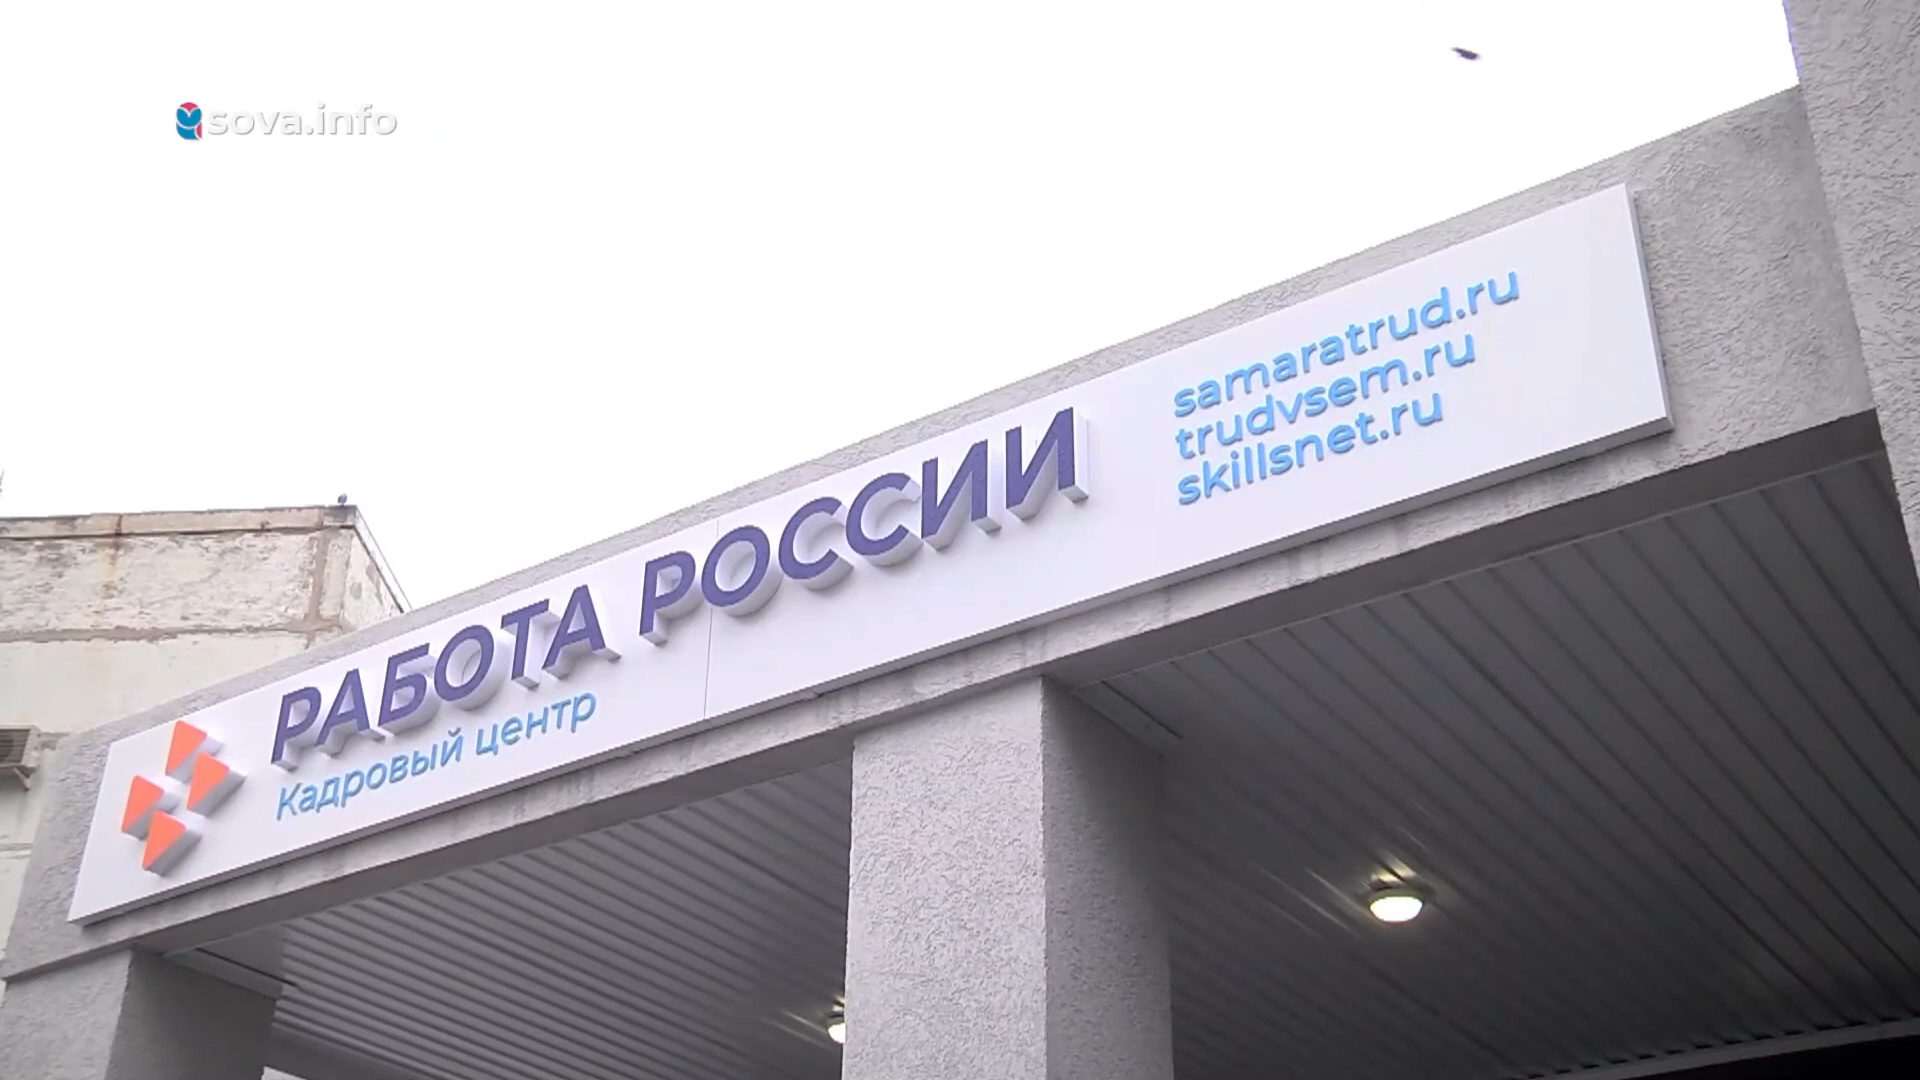 sova.info
РАБОТА РОССИИ
Кадровый центр
samaratrud.ru
trudvsem.ru
skillsnet.ru